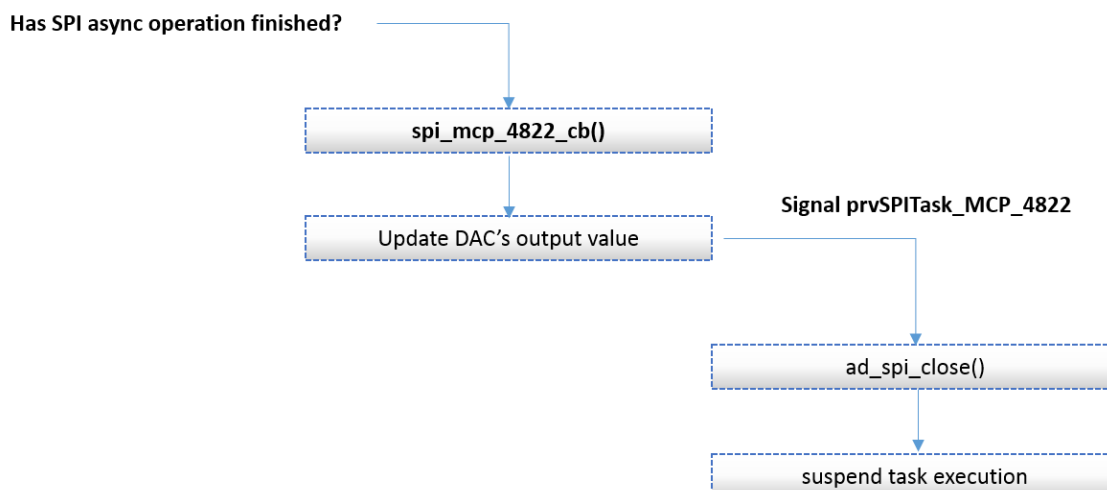 Has SPI async operation finished?
spi_mcp_4822_cb()
Update DAC’s output value
Signal prvSPITask_MCP_4822
ad_spi_close()
suspend task execution